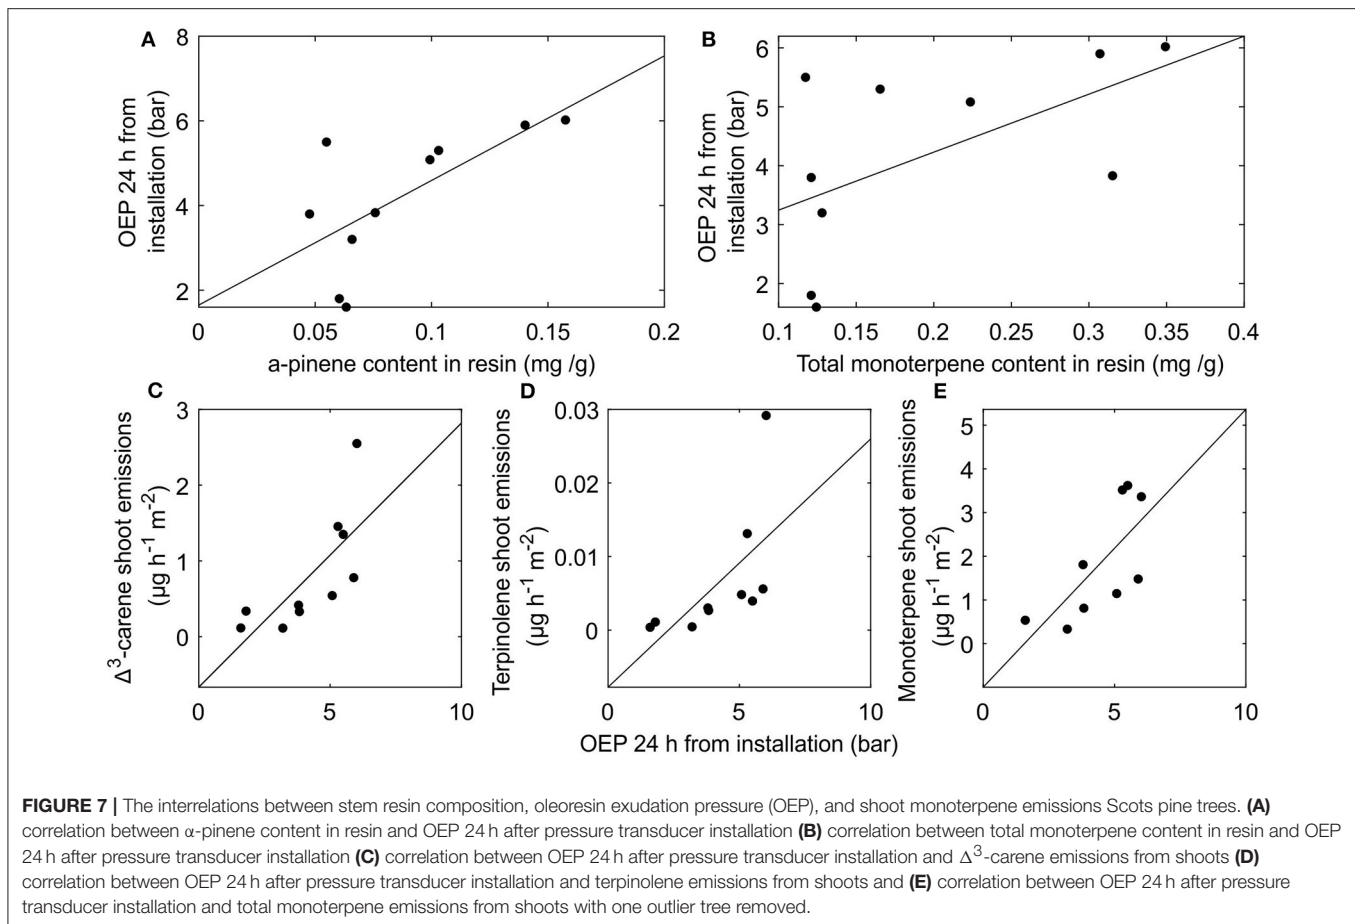 A
8
6
4
2
0
0.05
0.1
0.15
0.2
OEP 24 h from
installation (bar)
a-pinene content in resin (mg /g)
B
6
5
4
3
2
0.1
0.15
0.2
0.25
0.3
0.35
0.4
OEP 24 h from
installation (bar)
Total monoterpene content in resin (mg/g)
C
3
2
1
0
0
5
10
Δ³-carene shoot emissions
(µg h⁻¹ m⁻²)
D
0.03
0.02
0.01
0
0
5
10
Terpinolene shoot emissions
(µg h⁻¹ m⁻²)
OEP 24 h from installation (bar)
E
5
4
3
2
1
0
0
5
10
Monoterpene shoot emissions
(µg h⁻¹ m⁻²)
FIGURE 7 | The interrelations between stem resin composition, oleoresin exudation pressure (OEP), and shoot monoterpene emissions Scots pine trees. (A)
correlation between α-pinene content in resin and OEP 24 h after pressure transducer installation (B) correlation between total monoterpene content in resin and OEP
24 h after pressure transducer installation (C) correlation between OEP 24 h after pressure transducer installation and Δ³-carene emissions from shoots (D)
correlation between OEP 24 h after pressure transducer installation and terpinolene emissions from shoots and (E) correlation between OEP 24 h after pressure
transducer installation and total monoterpene emissions from shoots with one outlier tree removed.